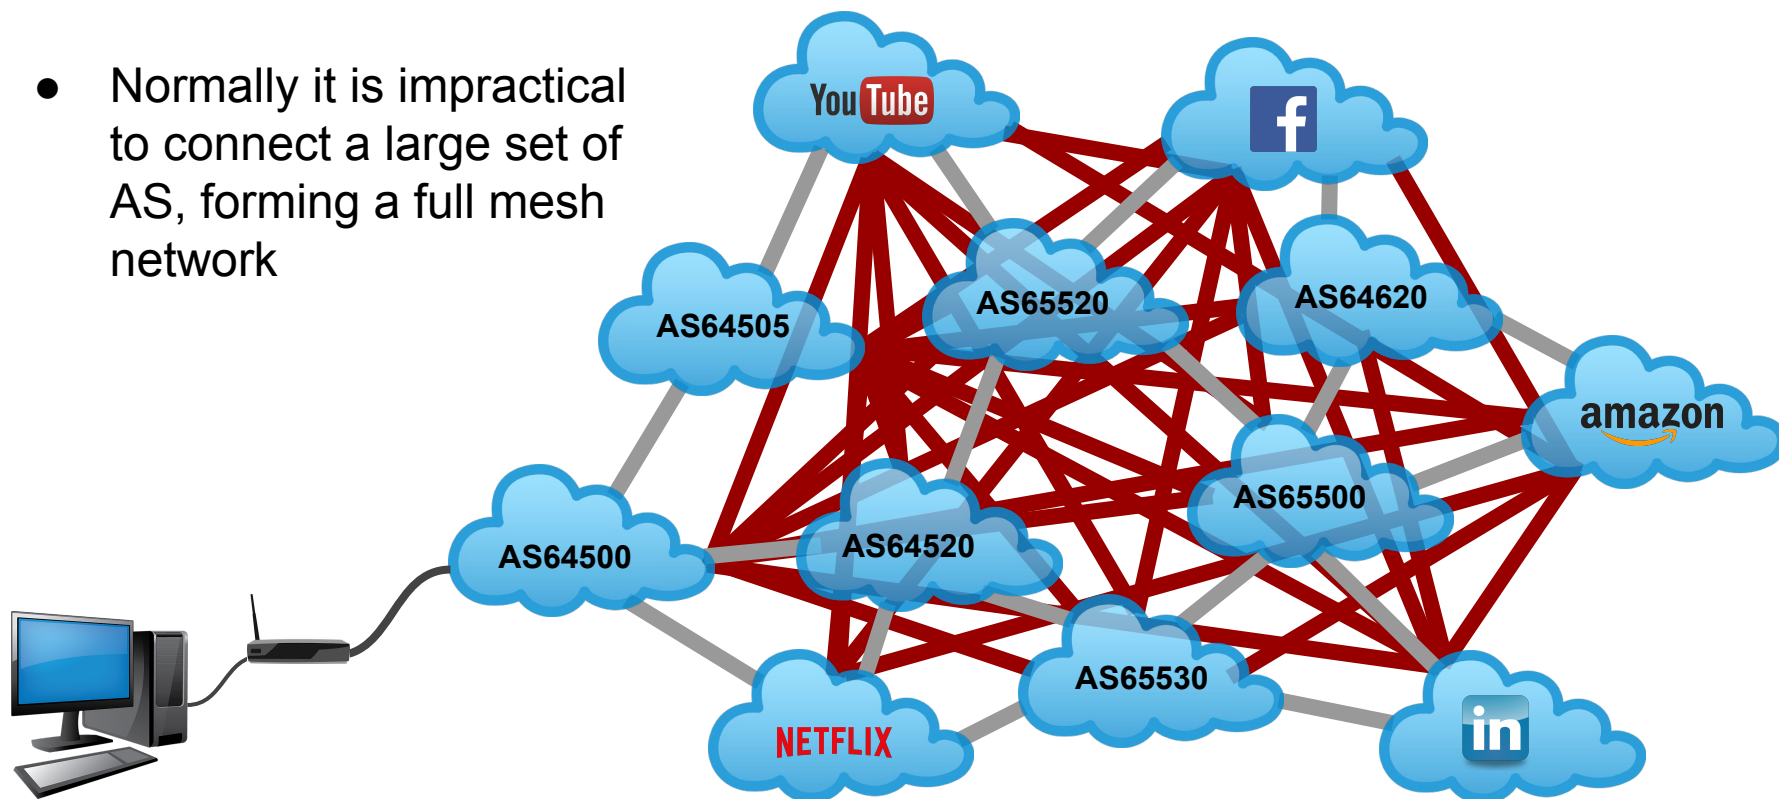 ● Normally it is impractical
to connect a large set of
AS, forming a full mesh
network
YouTube
f
AS65520
AS64620
AS64505
amazon
AS65500
AS64520
AS64500
AS65530
NETFLIX
in